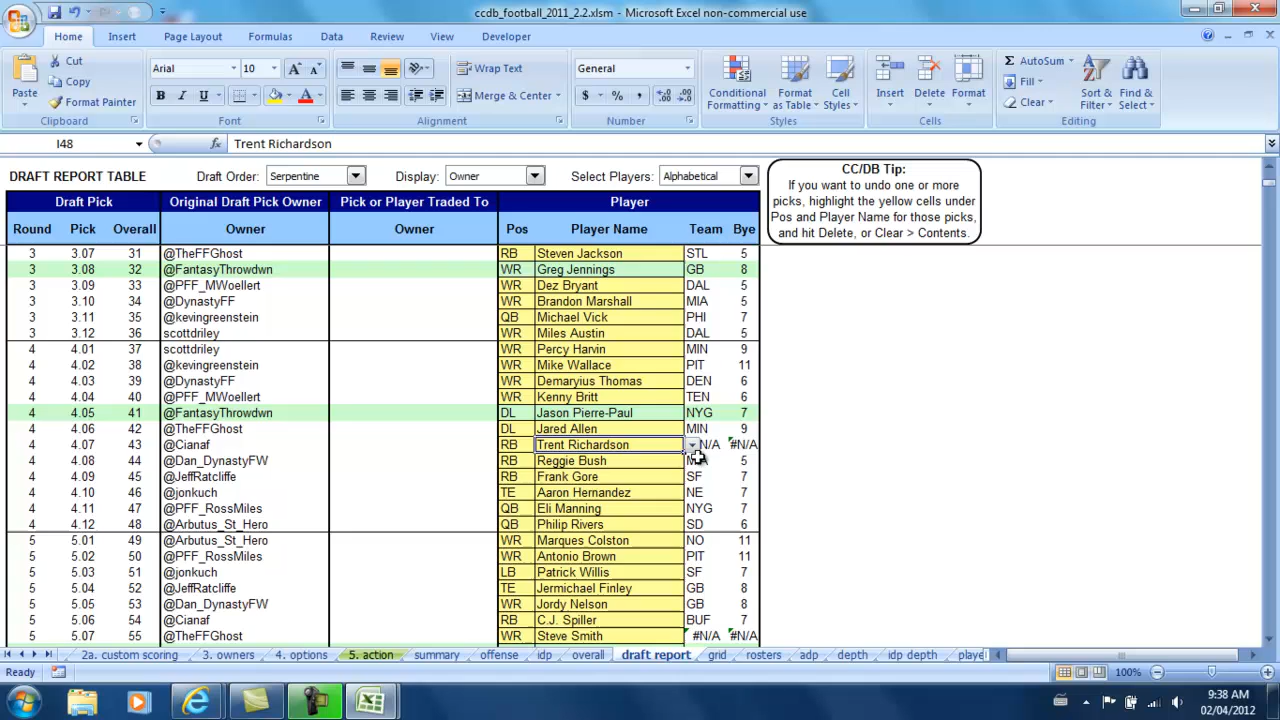 ccdb_football_2011_2.2.xlsm - Microsoft Excel non-commercial use
Home Insert Page Layout Formulas Data Review View Developer
Paste Cut Copy Format Painter Clipboard
Arial 10 B I U A Font
Wrap Text Merge & Center Alignment
General $ % , Number
Conditional Formatting Format as Table Cell Styles Styles
Insert Delete Format Cells
AutoSum Fill Clear Sort & Filter Find & Select Editing
I48 fx Trent Richardson
DRAFT REPORT TABLE Draft Order: Serpentine Display: Owner Select Players: Alphabetical
CC/DB Tip:
If you want to undo one or more
picks, highlight the yellow cells under
Pos and Player Name for those picks,
and hit Delete, or Clear > Contents.
Draft Pick Original Draft Pick Owner Pick or Player Traded To Player
Round Pick Overall Owner Owner Pos Player Name Team Bye
3 3.07 31 @TheFFGhost RB Steven Jackson STL 5
3 3.08 32 @FantasyThrowdwn WR Greg Jennings GB 8
3 3.09 33 @PFF_MWoellert WR Dez Bryant DAL 5
3 3.10 34 @DynastyFF WR Brandon Marshall MIA 5
3 3.11 35 @kevingreenstein QB Michael Vick PHI 7
3 3.12 36 scottdriley WR Miles Austin DAL 5
4 4.01 37 scottdriley WR Percy Harvin MIN 9
4 4.02 38 @kevingreenstein WR Mike Wallace PIT 11
4 4.03 39 @DynastyFF WR Demaryius Thomas DEN 6
4 4.04 40 @PFF_MWoellert WR Kenny Britt TEN 6
4 4.05 41 @FantasyThrowdwn DL Jason Pierre-Paul NYG 7
4 4.06 42 @TheFFGhost DL Jared Allen MIN 9
4 4.07 43 @Cianaf RB Trent Richardson N/A #N/A
4 4.08 44 @Dan_DynastyFW RB Reggie Bush 5
4 4.09 45 @JeffRatcliffe RB Frank Gore SF 7
4 4.10 46 @jonkuch TE Aaron Hernandez NE 7
4 4.11 47 @PFF_RossMiles QB Eli Manning NYG 7
4 4.12 48 @Arbutus_St_Hero QB Philip Rivers SD 6
5 5.01 49 @Arbutus_St_Hero WR Marques Colston NO 11
5 5.02 50 @PFF_RossMiles WR Antonio Brown PIT 11
5 5.03 51 @jonkuch LB Patrick Willis SF 7
5 5.04 52 @JeffRatcliffe TE Jermichael Finley GB 8
5 5.05 53 @Dan_DynastyFW WR Jordy Nelson GB 8
5 5.06 54 @Cianaf RB C.J. Spiller BUF 7
5 5.07 55 @TheFFGhost WR Steve Smith #N/A #N/A
2a. custom scoring 3. owners 4. options 5. action summary offense idp overall draft report grid rosters adp depth idp depth playe
Ready 100%
9:38 AM
02/04/2012